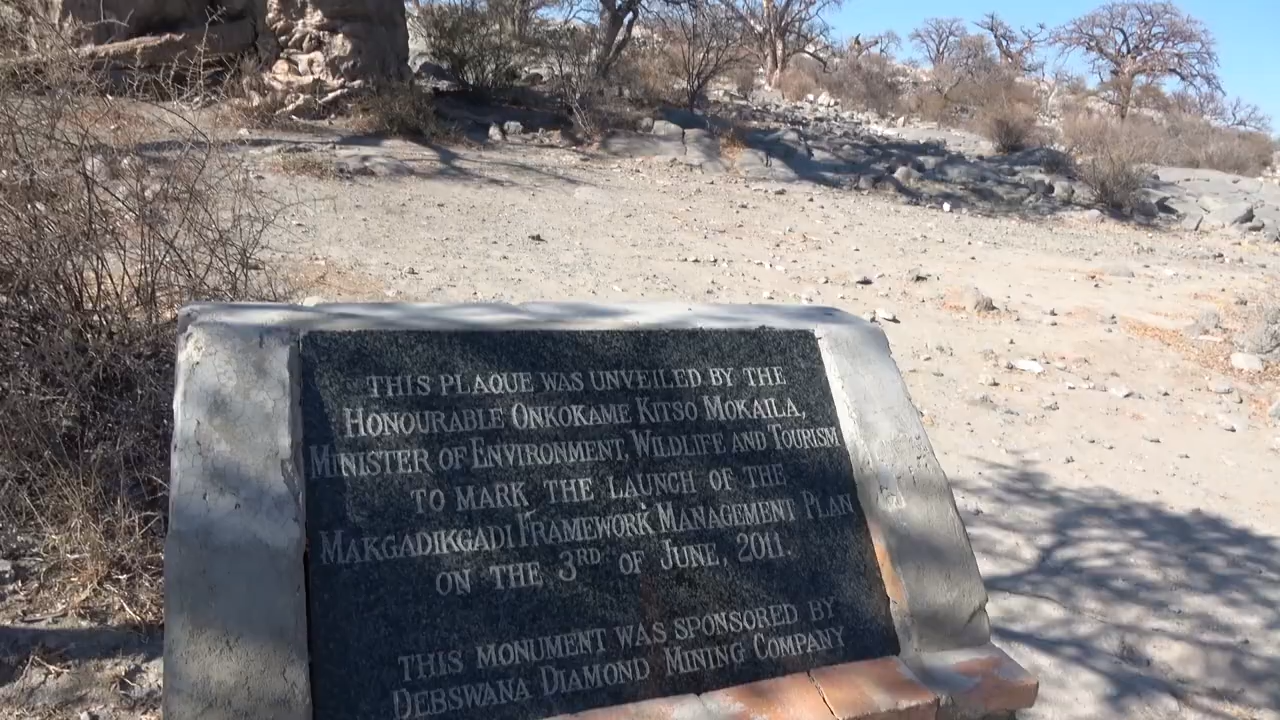 THIS PLAQUE WAS UNVEILED BY THE
HONOURABLE ONKOKAME KITSO MOKAILA,
MINISTER OF ENVIRONMENT, WILDLIFE AND TOURISM
TO MARK THE LAUNCH OF THE
MAKGADIKGADI FRAMEWORK MANAGEMENT PLAN
ON THE 3RD OF JUNE, 2011.
THIS MONUMENT WAS SPONSORED BY
DEBSWANA DIAMOND MINING COMPANY